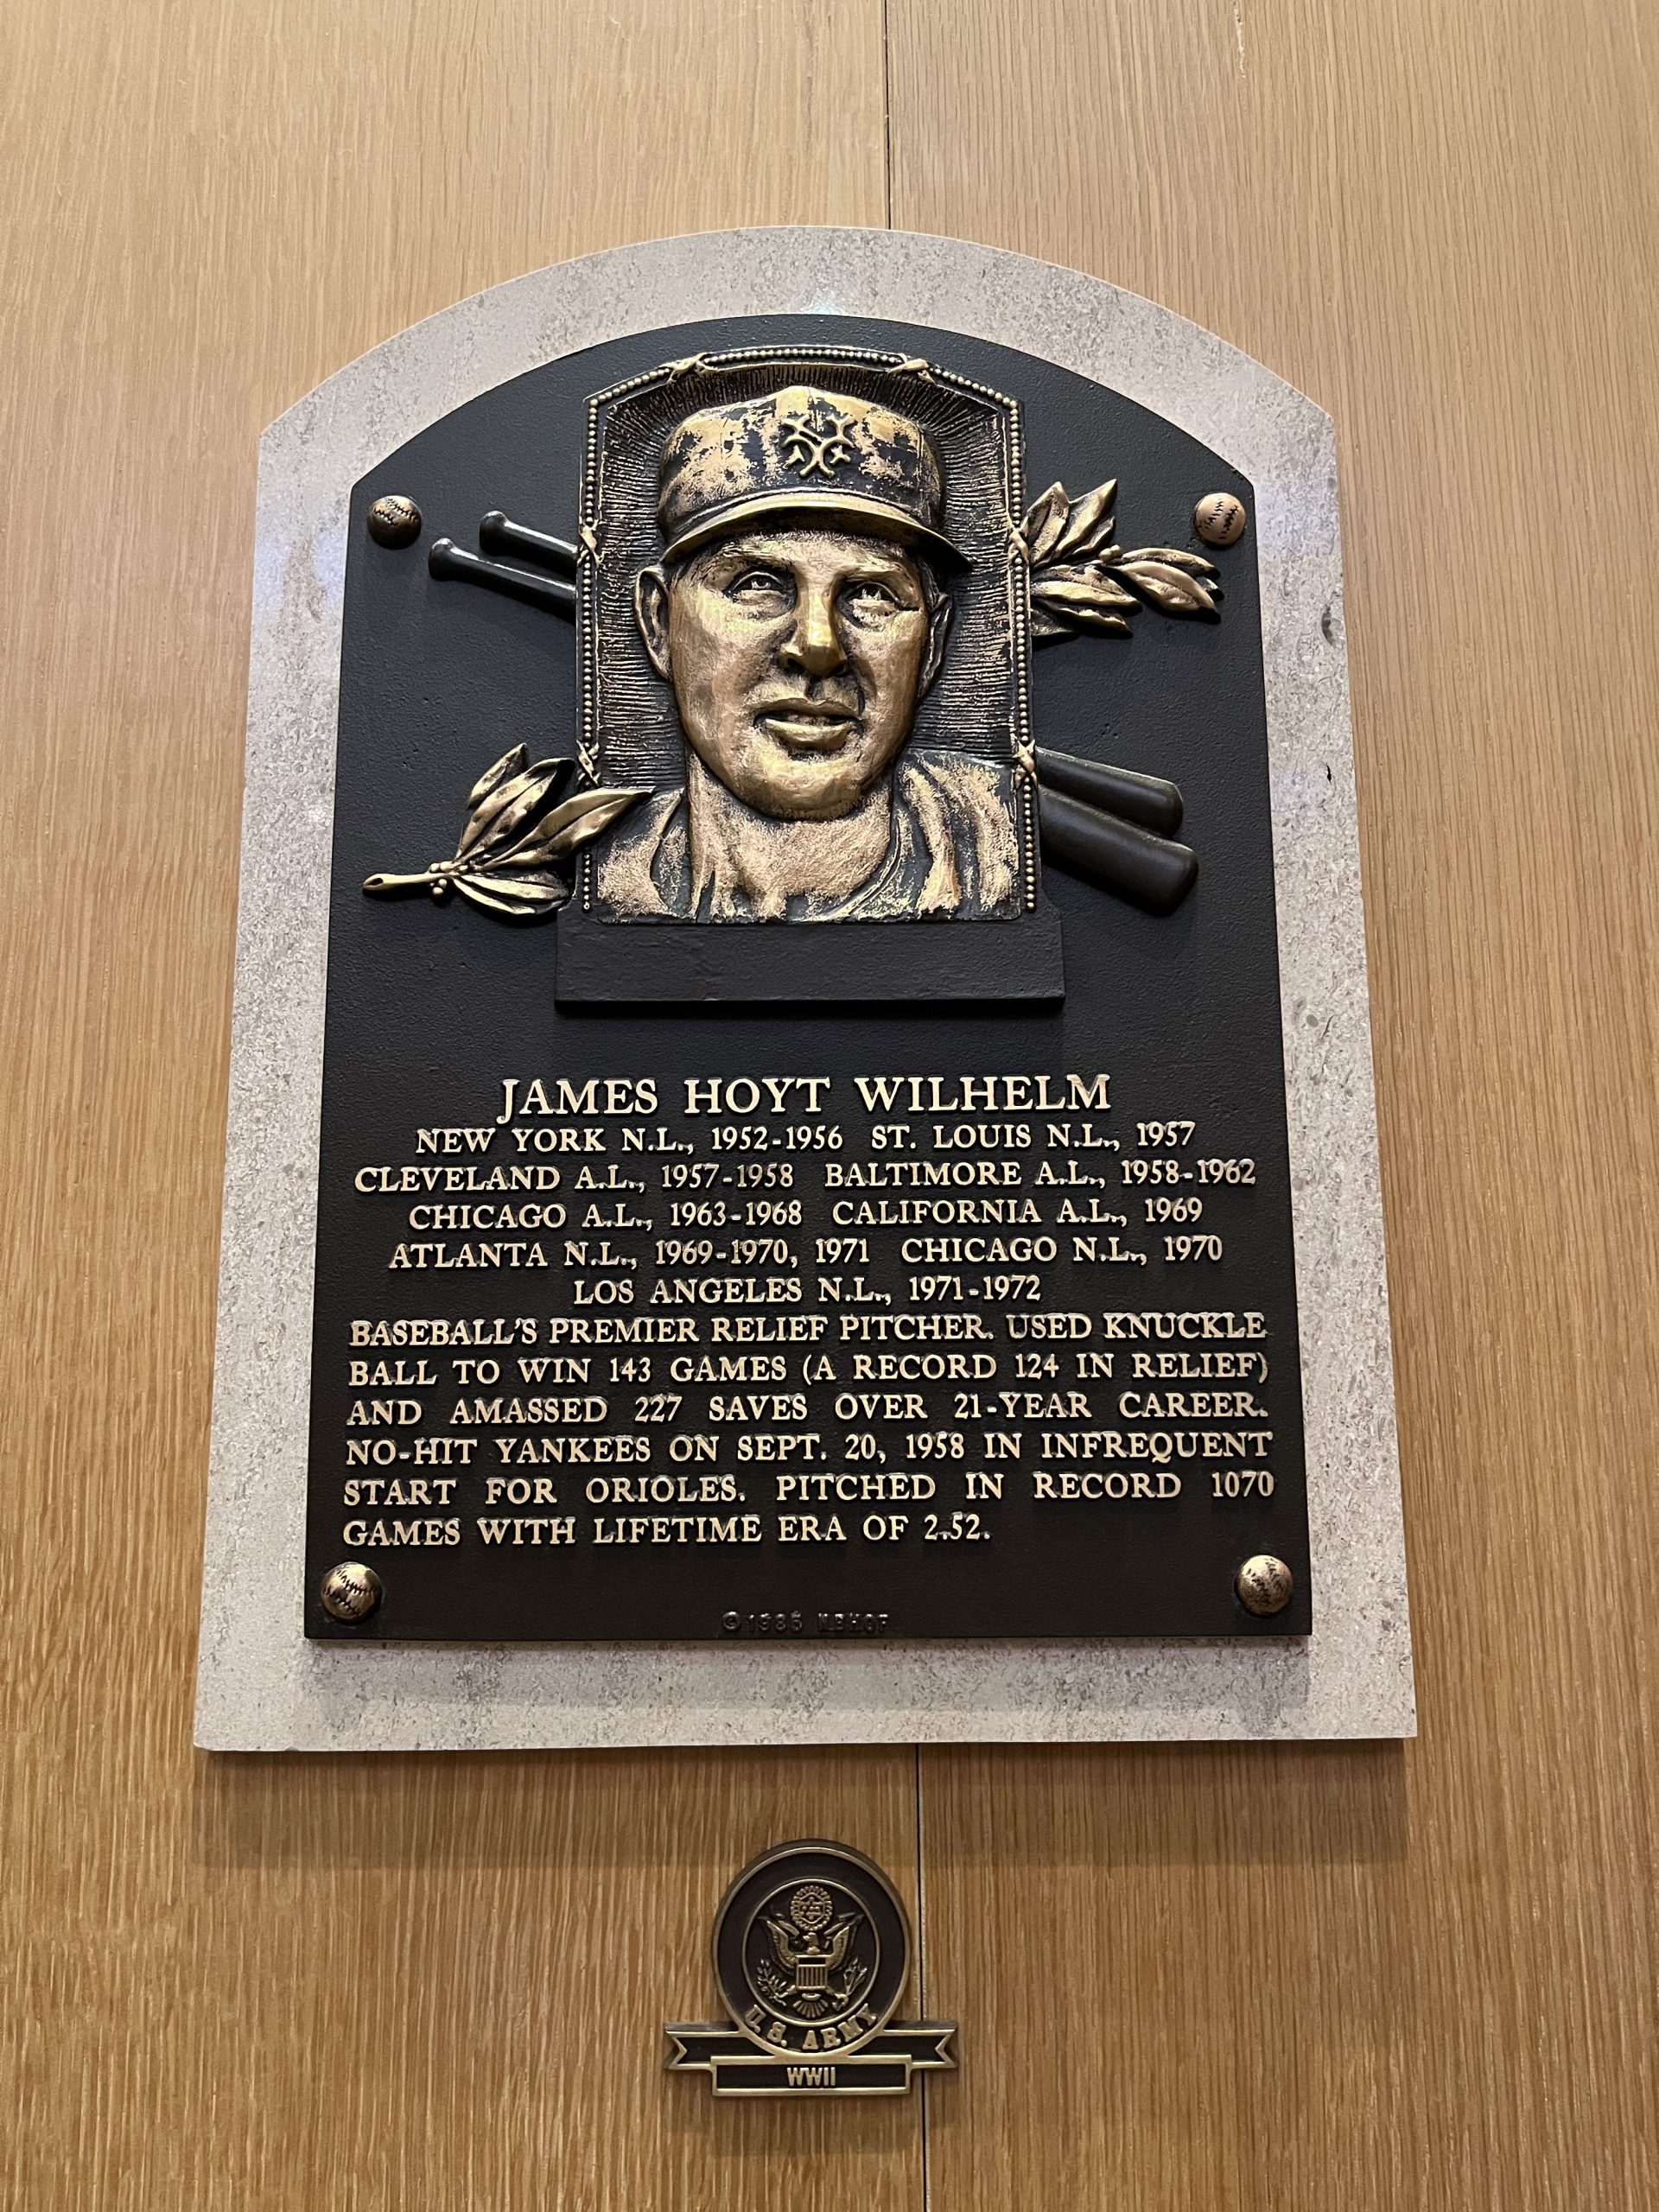 NY
JAMES HOYT WILHELM
NEW YORK N.L., 1952-1956 ST. LOUIS N.L., 1957
CLEVELAND A.L., 1957-1958 BALTIMORE A.L., 1958-1962
CHICAGO A.L., 1963-1968 CALIFORNIA A.L., 1969
ATLANTA N.L., 1969-1970, 1971 CHICAGO N.L., 1970
LOS ANGELES N.L., 1971-1972
BASEBALL'S PREMIER RELIEF PITCHER. USED KNUCKLE
BALL TO WIN 143 GAMES (A RECORD 124 IN RELIEF)
AND AMASSED 227 SAVES OVER 21-YEAR CAREER.
NO-HIT YANKEES ON SEPT. 20, 1958 IN INFREQUENT
START FOR ORIOLES. PITCHED IN RECORD 1070
GAMES WITH LIFETIME ERA OF 2.52.
© 1985 NBHOF
U.S. ARMY
WWII